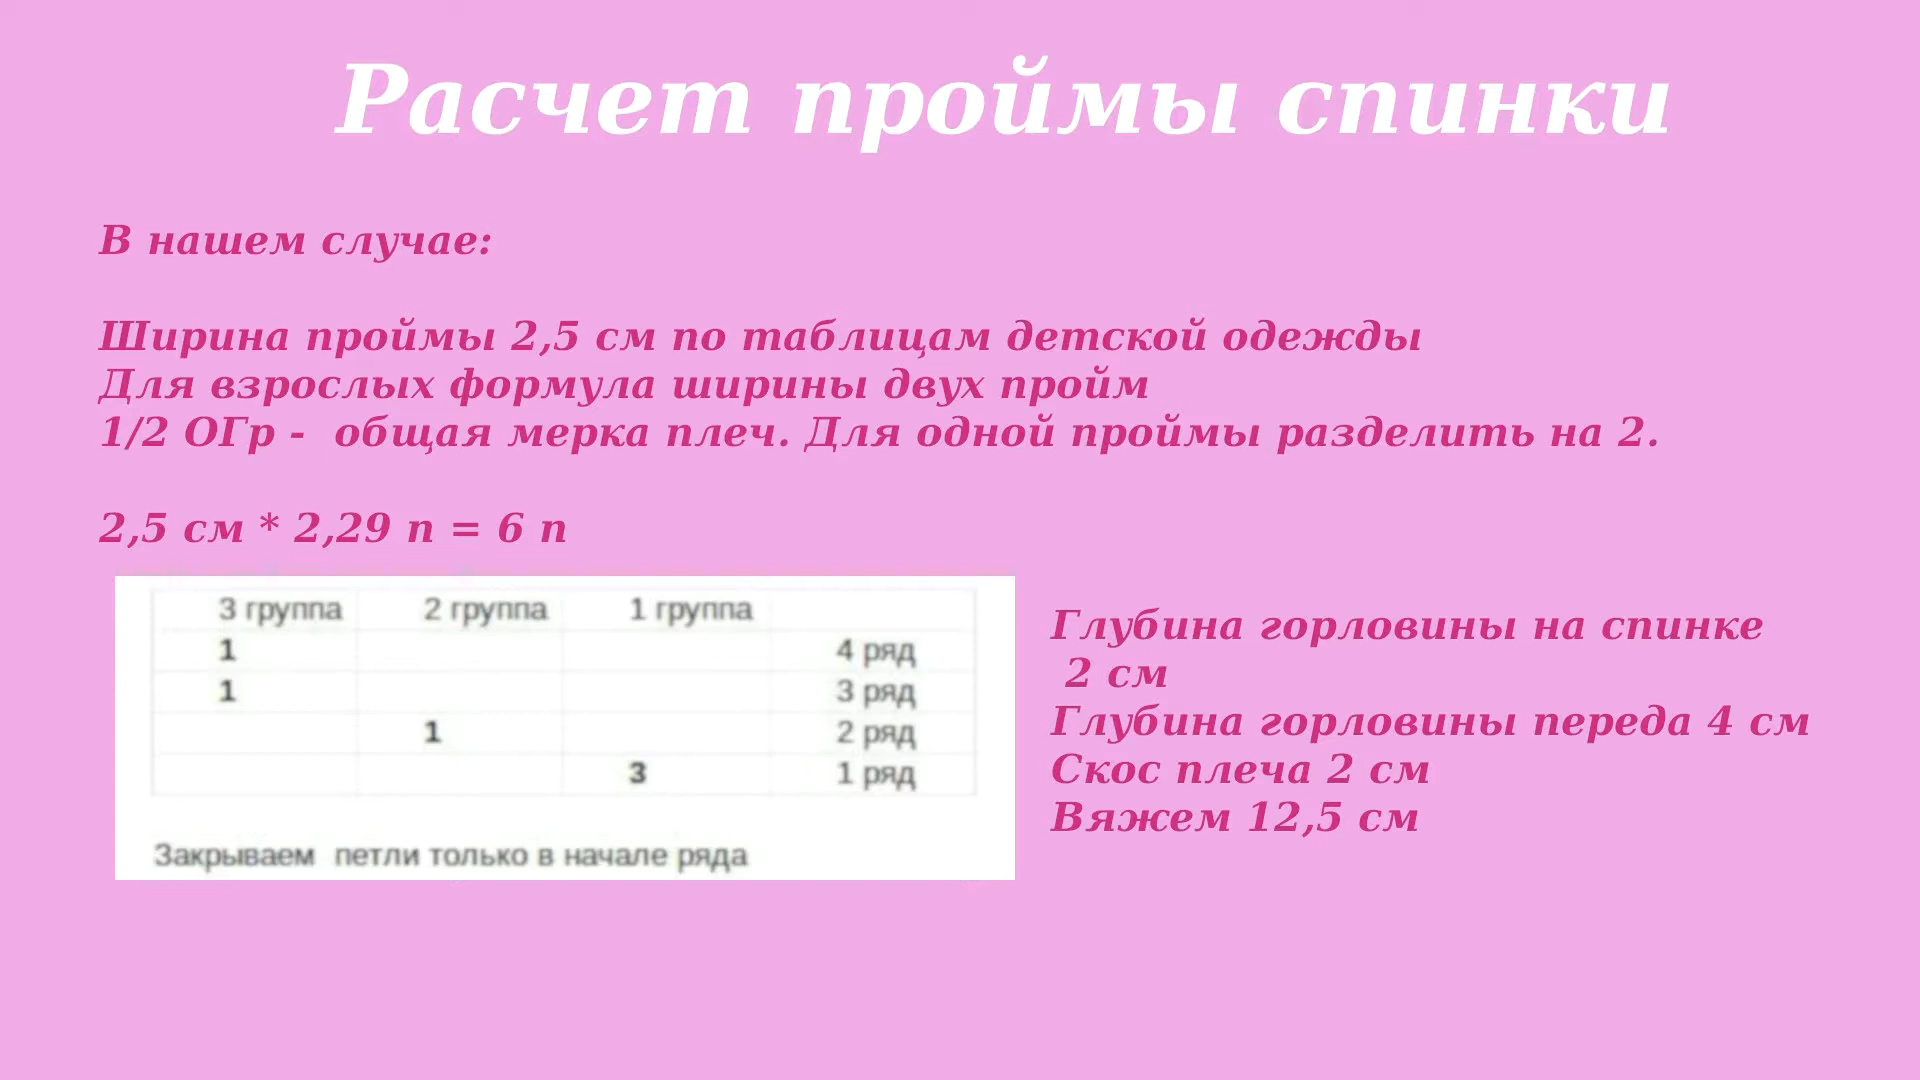 Расчет проймы спинки
В нашем случае:
Ширина проймы 2,5 см по таблицам детской одежды
Для взрослых формула ширины двух пройм
1/2 ОГр - общая мерка плеч. Для одной проймы разделить на 2.
2,5 см * 2,29 п = 6 п
3 группа 2 группа 1 группа
1 4 ряд
1 3 ряд
1 2 ряд
3 1 ряд
Закрываем петли только в начале ряда
Глубина горловины на спинке
2 см
Глубина горловины переда 4 см
Скос плеча 2 см
Вяжем 12,5 см